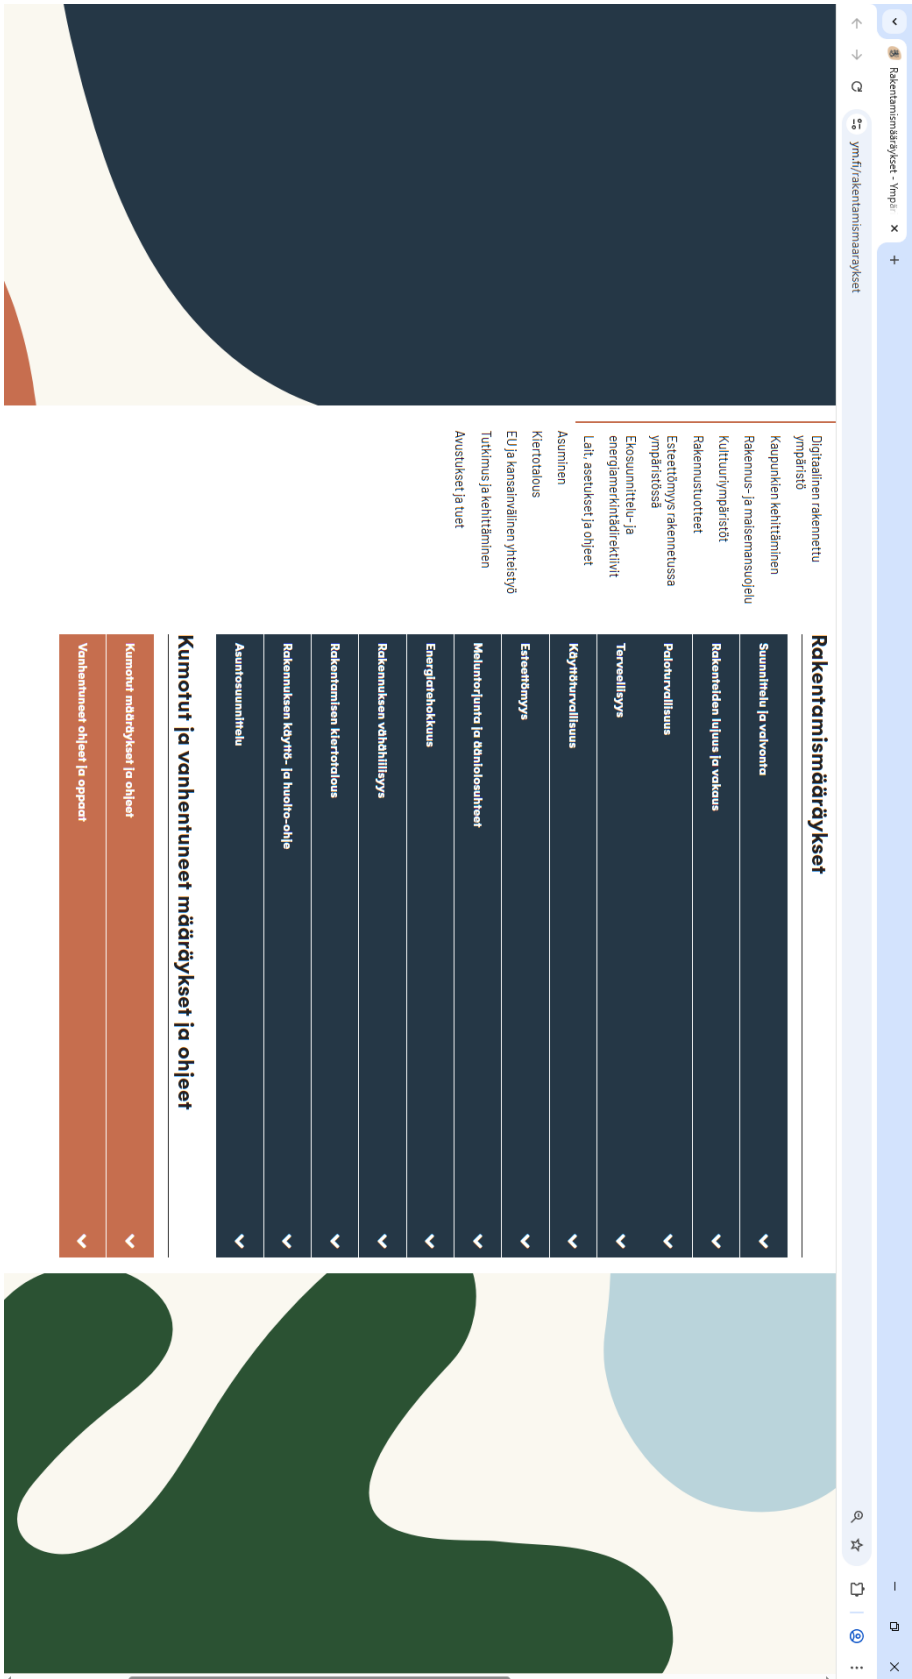 Rakentamismääräykset - Ympär
ym.fi/rakentamismaaraykset
Digitaalinen rakennettu
ympäristö
Kaupunkien kehittäminen
Rakennus- ja maisemansuojelu
Kulttuuriympäristöt
Rakennustuotteet
Esteettömyys rakennetussa
ympäristössä
Ekosuunnittelu- ja
energiamerkintädirektiivit
Lait, asetukset ja ohjeet
Asuminen
Kiertotalous
EU ja kansainvälinen yhteistyö
Tutkimus ja kehittäminen
Avustukset ja tuet
Rakentamismääräykset
Suunnittelu ja valvonta
Rakenteiden lujuus ja vakaus
Paloturvallisuus
Terveellisyys
Käyttöturvallisuus
Esteettömyys
Meluntorjunta ja ääniolosuhteet
Energiatehokkuus
Rakennuksen vähähiilisyys
Rakentamisen kiertotalous
Rakennuksen käyttö- ja huolto-ohje
Asuntosuunnittelu
Kumotut ja vanhentuneet määräykset ja ohjeet
Kumotut määräykset ja ohjeet
Vanhentuneet ohjeet ja oppaat